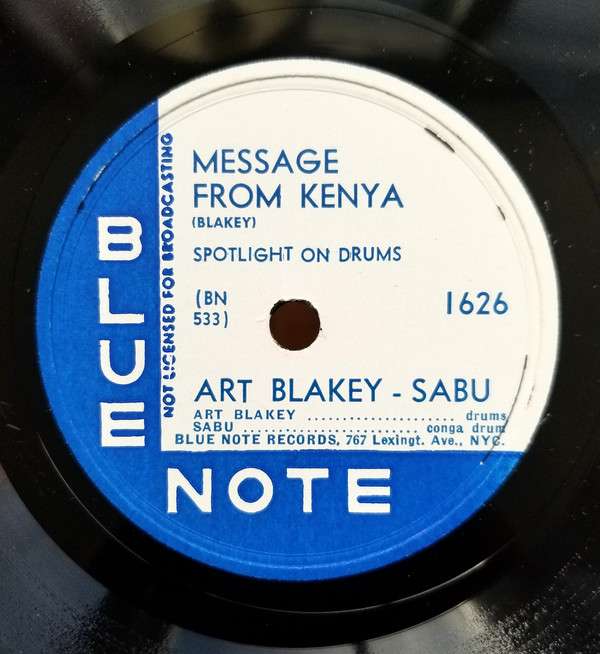 MESSAGE
FROM KENYA
(BLAKEY)
SPOTLIGHT ON DRUMS
(BN
533)
1626
ART BLAKEY - SABU
ART BLAKEY ..................... drums
SABU ......................... conga drum
BLUE NOTE RECORDS, 767 Lexingt. Ave., NYC.
NOT LICENSED FOR BROADCASTING
BLUE
NOTE